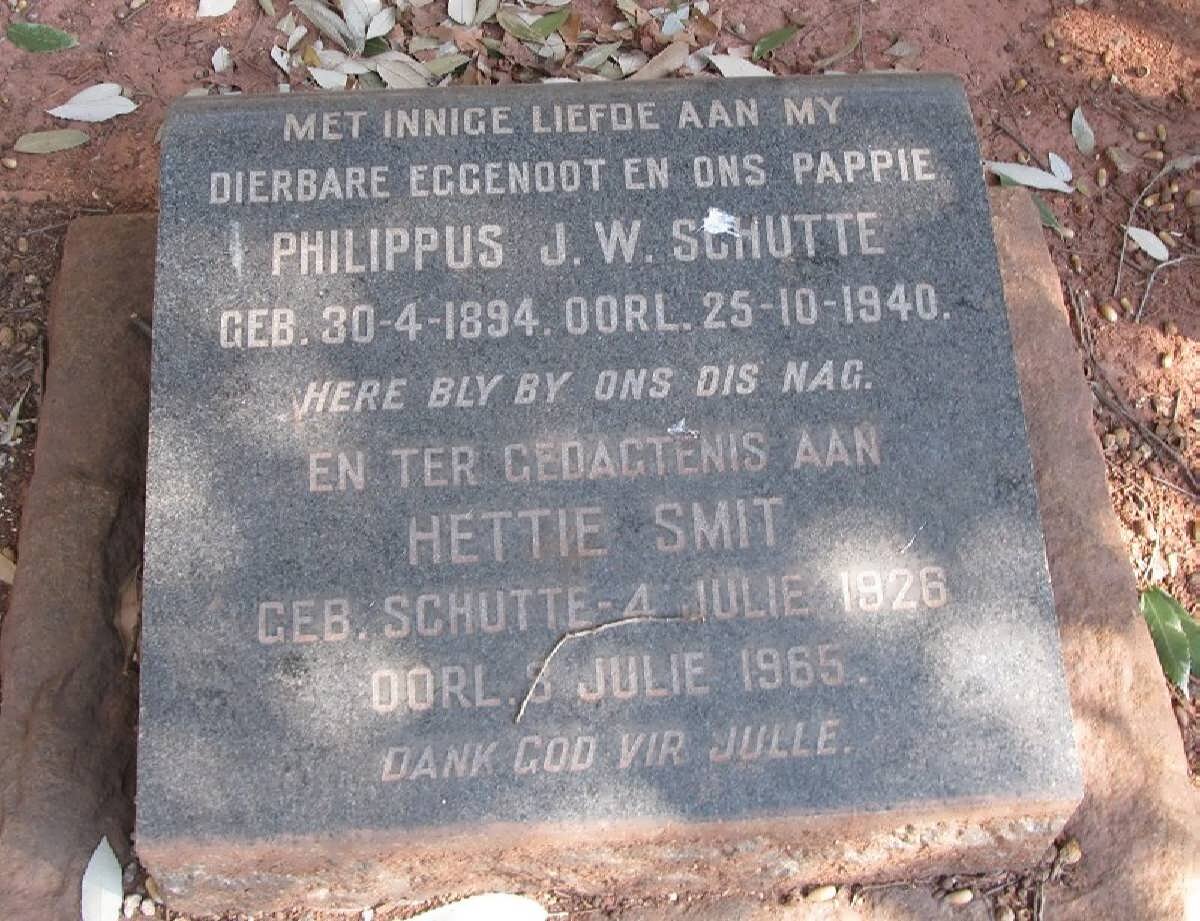 MET INNIGE LIEFDE AAN MY
DIERBARE EGGENOOT EN ONS PAPPIE
PHILIPPUS J. W. SCHUTTE
GEB. 30-4-1894. OORL. 25-10-1940.
HERE BLY BY ONS DIS NAG.
EN TER GEDAGTENIS AAN
HETTIE SMIT
GEB. SCHUTTE-4 JULIE 1926
OORL. JULIE 1965.
DANK GOD VIR JULLE.